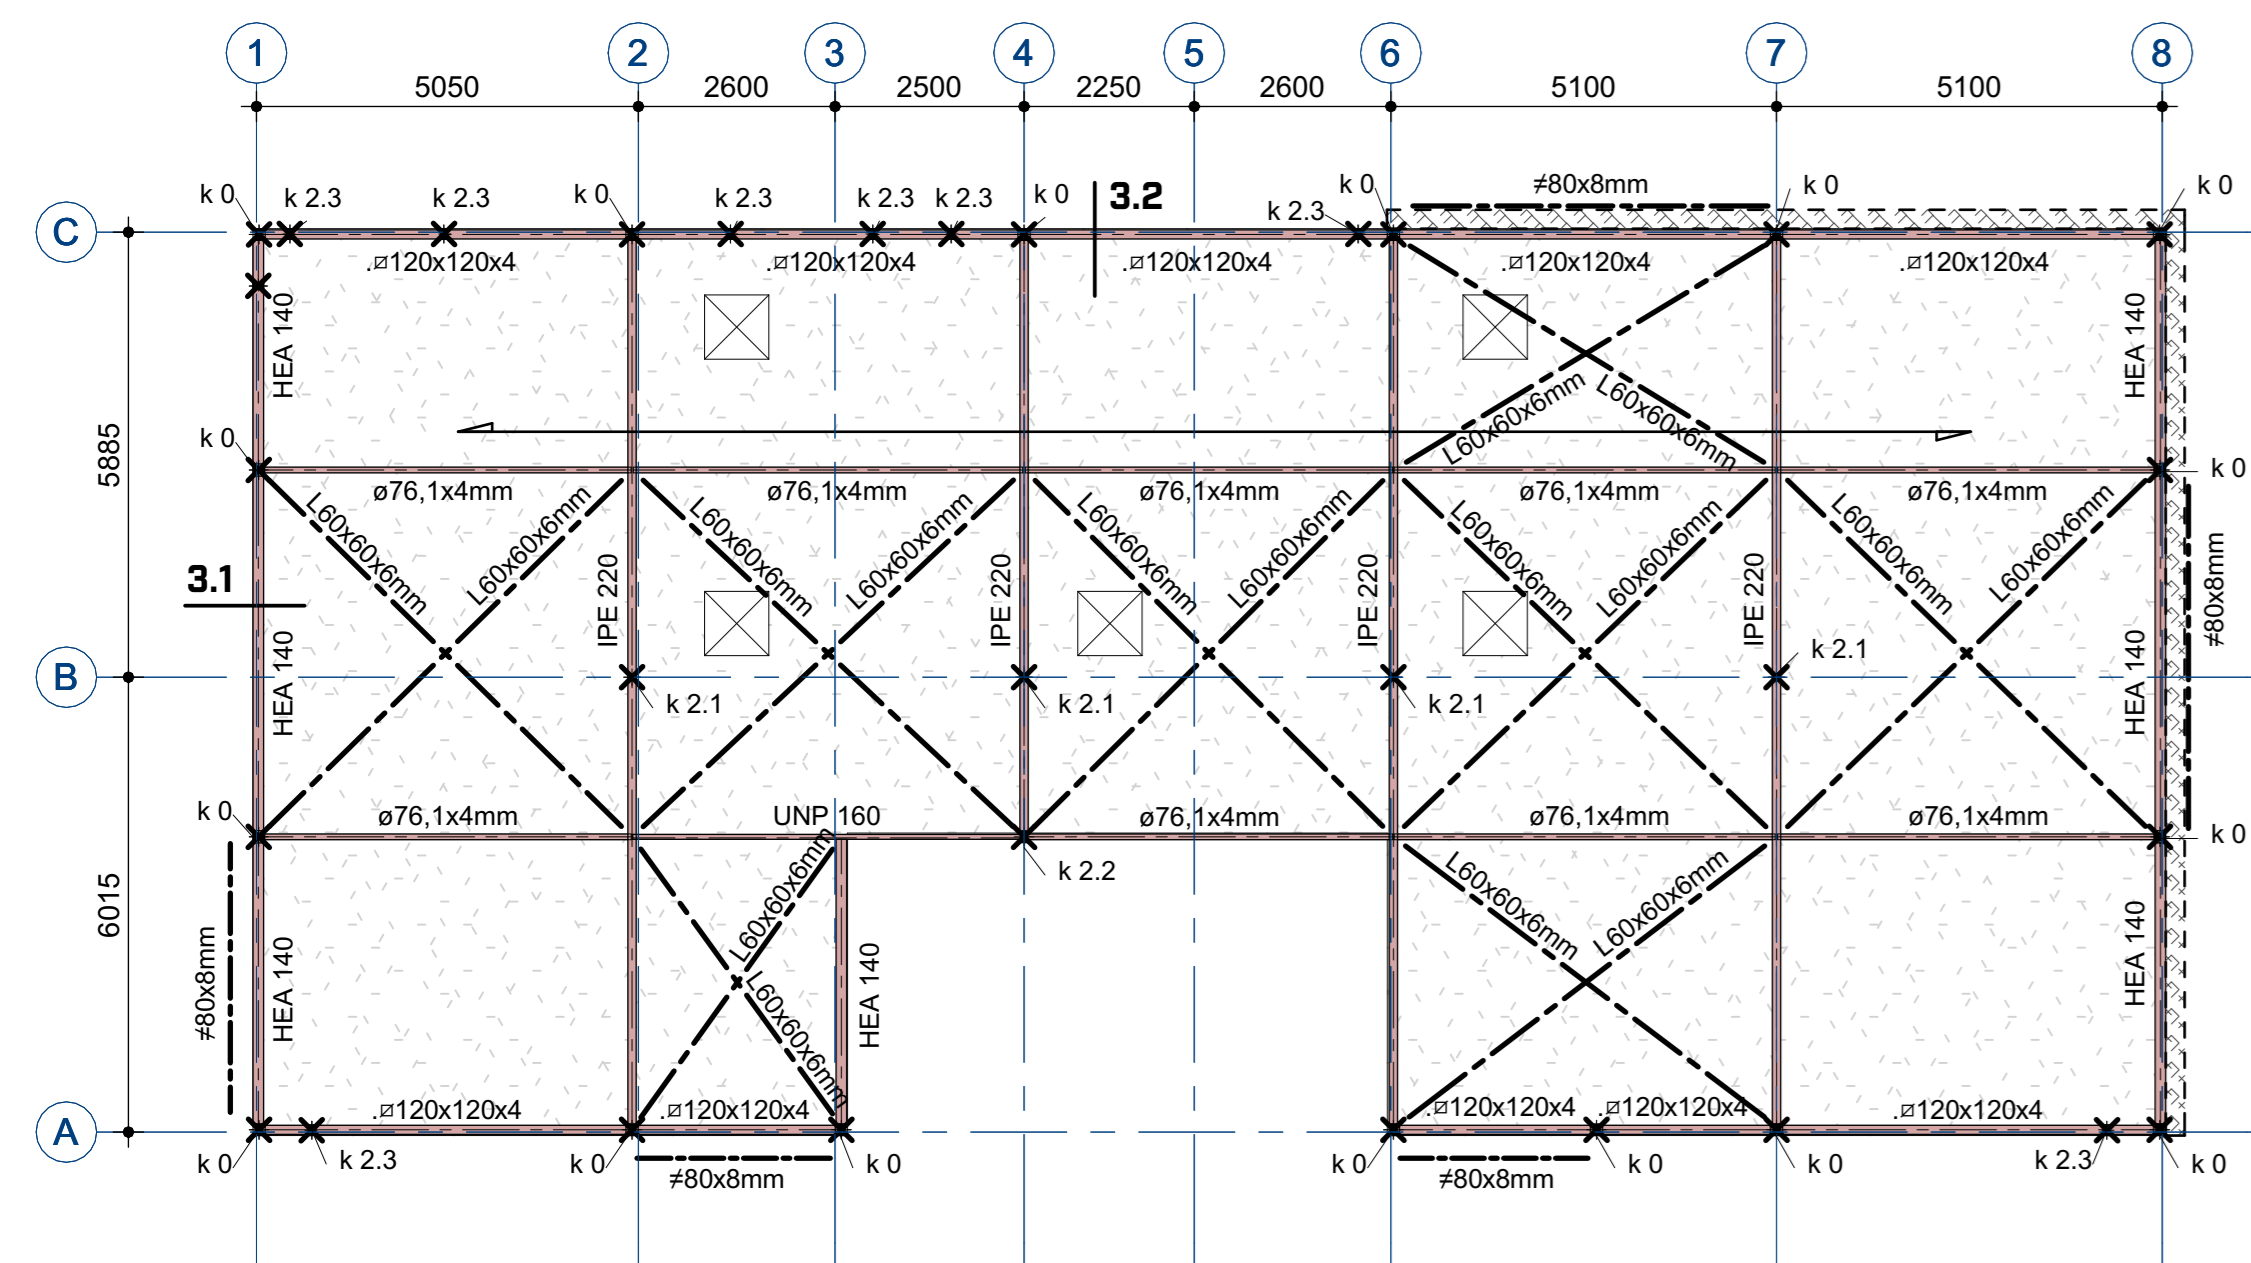 1 2 3 4 5 6 7 8
5050 2600 2500 2250 2600 5100 5100
k 0 k 2.3 k 2.3 k 0 k 2.3 k 2.3 k 2.3 k 0 3.2 k 2.3 k 0 ≠80x8mm k 0 k 0
C
.¤120x120x4 .¤120x120x4 .¤120x120x4 .¤120x120x4 .¤120x120x4
HEA 140 HEA 140
L60x60x6mm L60x60x6mm
5885
k 0 k 0
ø76,1x4mm ø76,1x4mm ø76,1x4mm ø76,1x4mm ø76,1x4mm
L60x60x6mm L60x60x6mm L60x60x6mm L60x60x6mm L60x60x6mm L60x60x6mm L60x60x6mm L60x60x6mm L60x60x6mm L60x60x6mm
3.1
IPE 220 IPE 220 IPE 220 IPE 220
≠80x8mm
HEA 140 HEA 140
B
k 2.1 k 2.1 k 2.1 k 2.1
k 0 ø76,1x4mm UNP 160 ø76,1x4mm ø76,1x4mm ø76,1x4mm k 0
k 2.2
6015
L60x60x6mm L60x60x6mm L60x60x6mm L60x60x6mm
≠80x8mm
HEA 140 HEA 140 HEA 140
.¤120x120x4 .¤120x120x4 .¤120x120x4 .¤120x120x4 .¤120x120x4
A
k 0 k 2.3 k 0 ≠80x8mm k 0 k 0 ≠80x8mm k 0 k 0 k 2.3 k 0